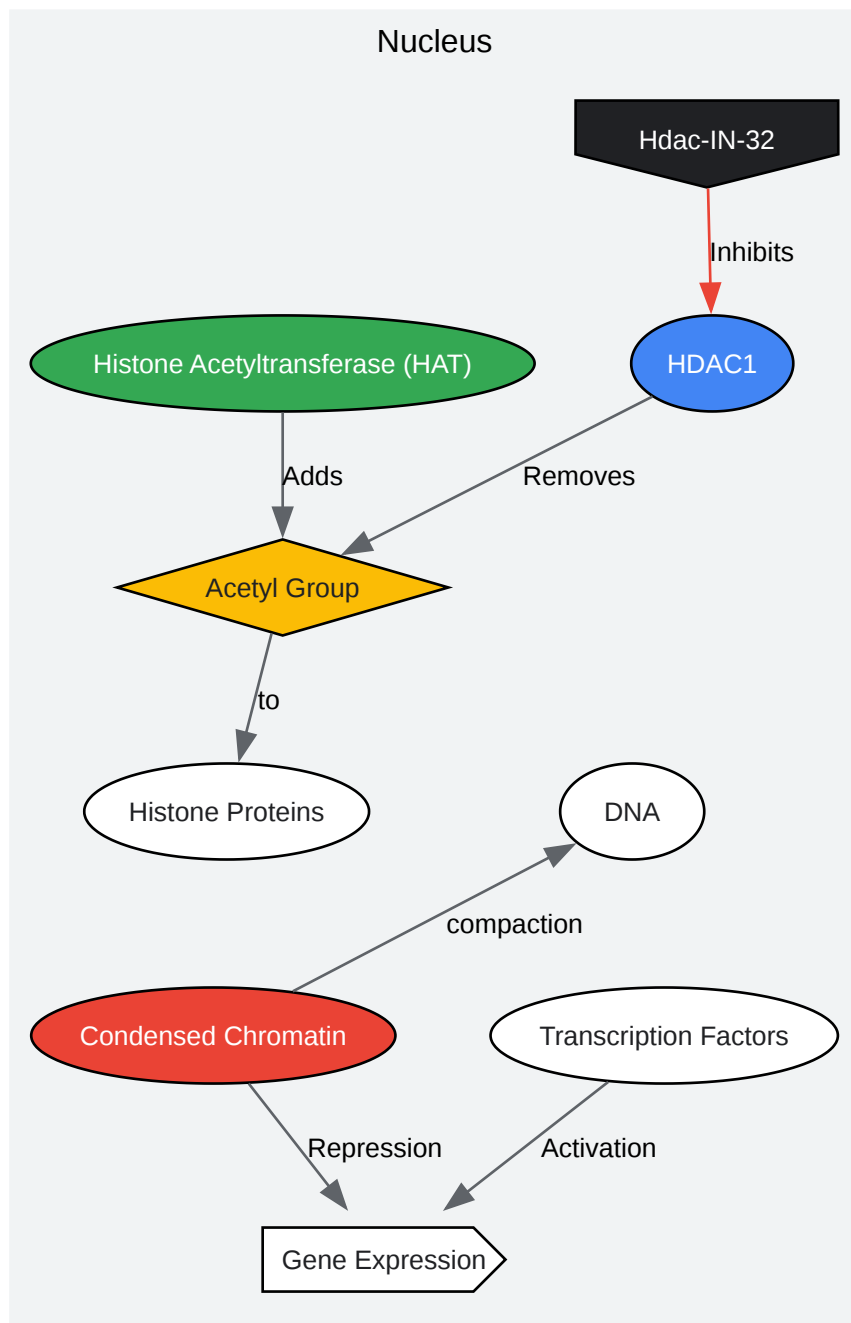 Nucleus
Hdac-IN-32
Inhibits
Histone Acetyltransferase (HAT)
HDAC1
Adds
Removes
Acetyl Group
to
Histone Proteins
DNA
compaction
Condensed Chromatin
Transcription Factors
Repression
Activation
Gene Expression